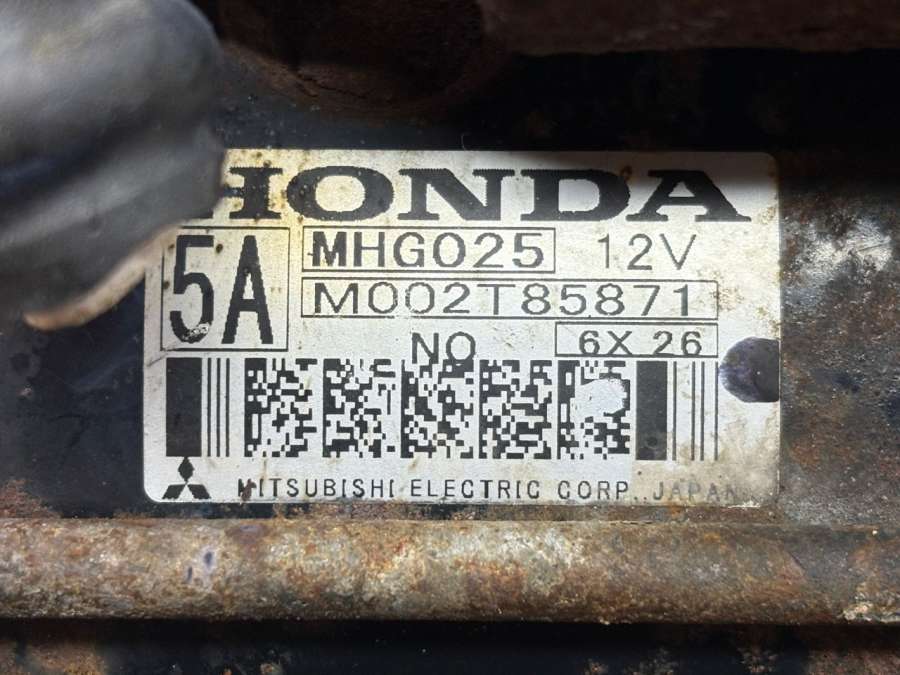 HONDA
5A
MHG025 12V
M002T85871
NO 6X 26
MITSUBISHI ELECTRIC CORP., JAPAN